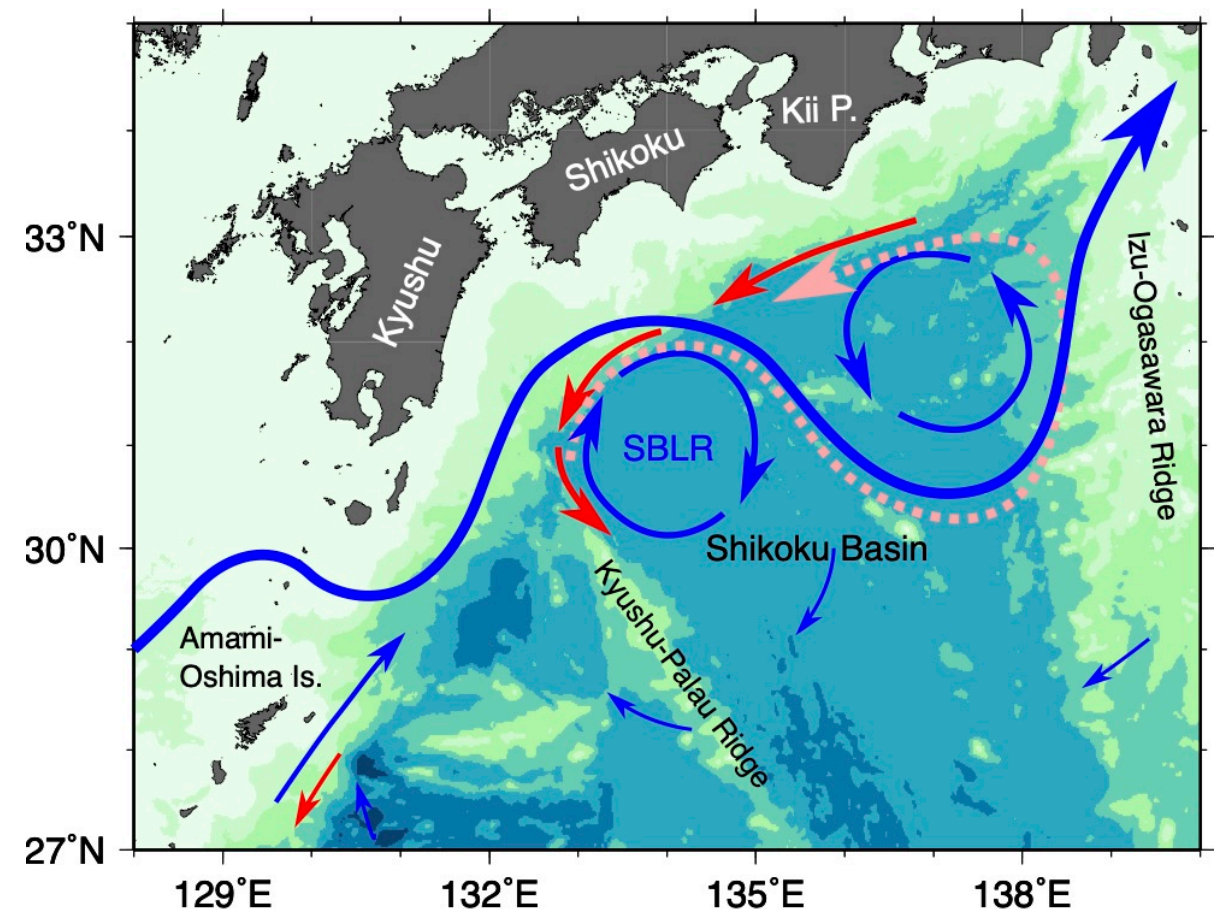 Kii P.
Shikoku
Kyushu
33˚N
Izu-Ogasawara Ridge
SBLR
30˚N
Shikoku Basin
Kyushu-Palau Ridge
Amami-
Oshima Is.
27˚N
129˚E
132˚E
135˚E
138˚E